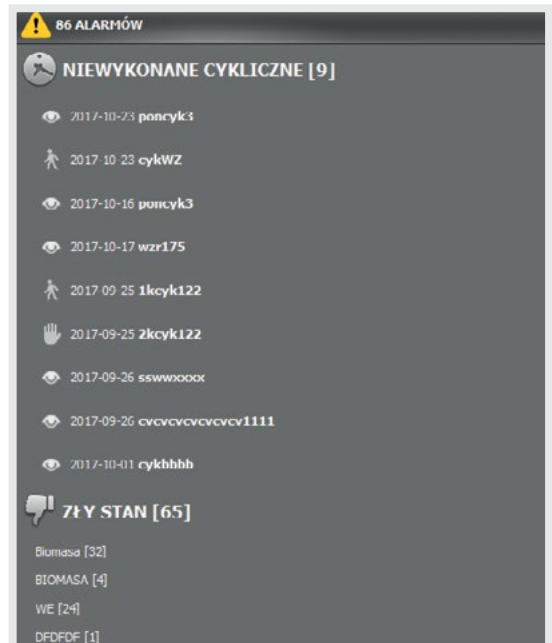 86 ALARMÓW
NIEWYKONANE CYKLICZNE [9]
2017-10-23 poncyk3
2017-10-23 cykWZ
2017-10-16 poncyk3
2017-10-17 wzr175
2017-09-25 1kcyk122
2017-09-25 2kcyk122
2017-09-26 sswwxxxx
2017-09-26 cvcvcvcvcvcvcv1111
2017-10-01 cykhhhh
ZŁY STAN [65]
Biomasa [32]
BIOMASA [4]
WE [24]
DFDFDF [1]